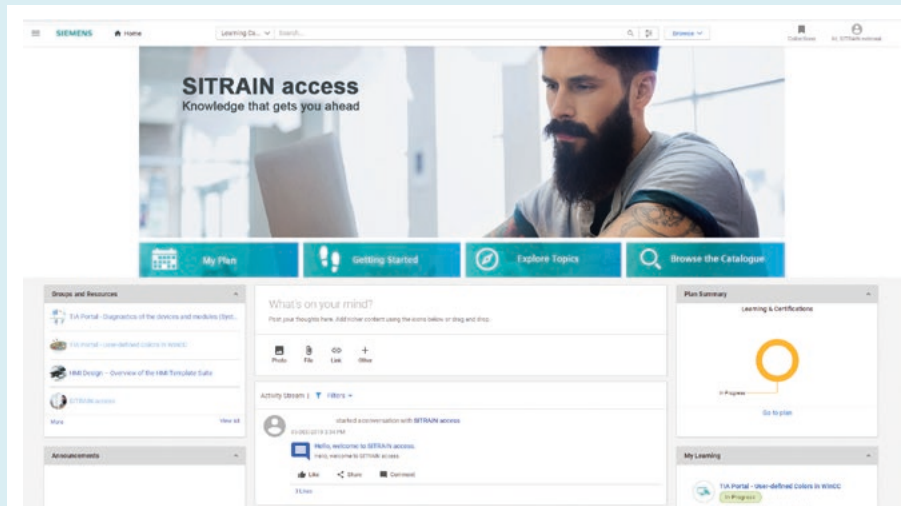 SIEMENS
Home
Learning Co...
Search...
Browse
Collections
SITRAIN access
Knowledge that gets you ahead
My Plan
Getting Started
Explore Topics
Browse the Catalogue
Groups and Resources
TIA Portal - Diagnostics of the devices and modules (Syst...
TIA Portal - User-defined Colors in WinCC
HMI Design – Overview of the HMI Template Suite
SITRAIN access
More
View All
Announcements
What's on your mind?
Post your thoughts here. Add richer content using the icons below or drag and drop.
Photo
File
Link
Other
Activity Stream
Filters
started a conversation with SITRAIN access
Hello, welcome to SITRAIN access.
Hello, welcome to SITRAIN access.
Like
Share
Comment
Plan Summary
Learning & Certifications
In Progress
Go to plan
My Learning
TIA Portal - User-defined Colors in WinCC
In Progress